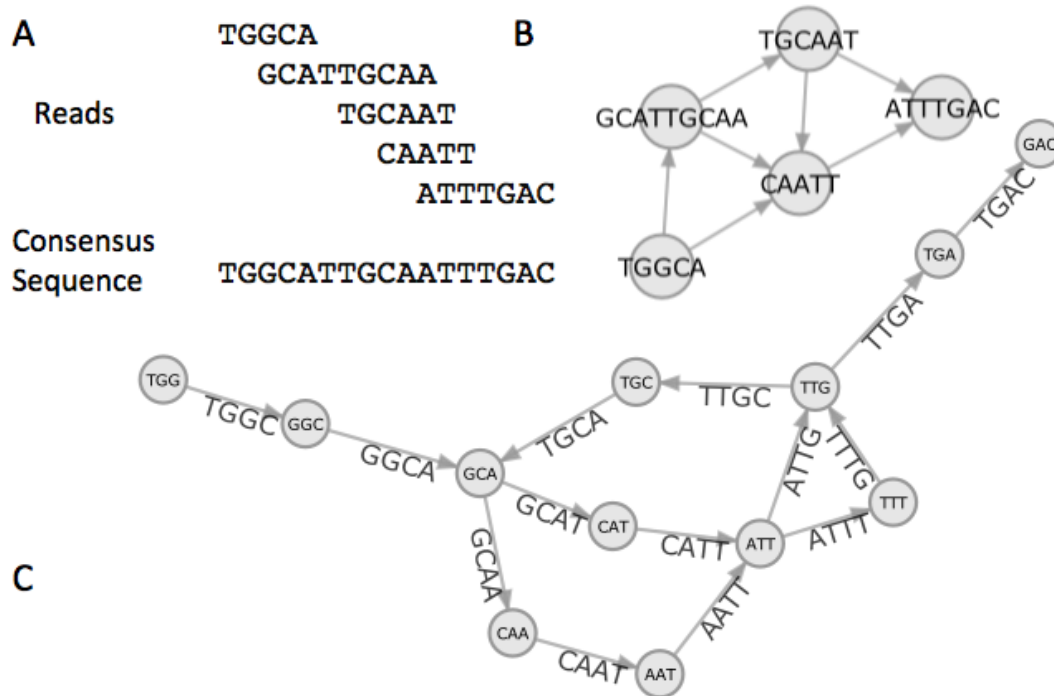 A
TGGCA
GCATTGCAA
Reads
TGCAAT
CAATT
ATTTGAC
Consensus
Sequence
TGGCATTGCAATTTGAC
B
TGCAAT
GCATTGCAA
ATTTGAC
CAATT
TGGCA
C
GAC
TGAC
TGA
TTGA
TGG
TGGC
GGC
GGCA
TGC
TTGC
TTG
TGCA
GCA
GCAT
CAT
CATT
ATT
ATTG
TTTG
ATTT
TTT
GCAA
CAA
CAAT
AAT
AATT